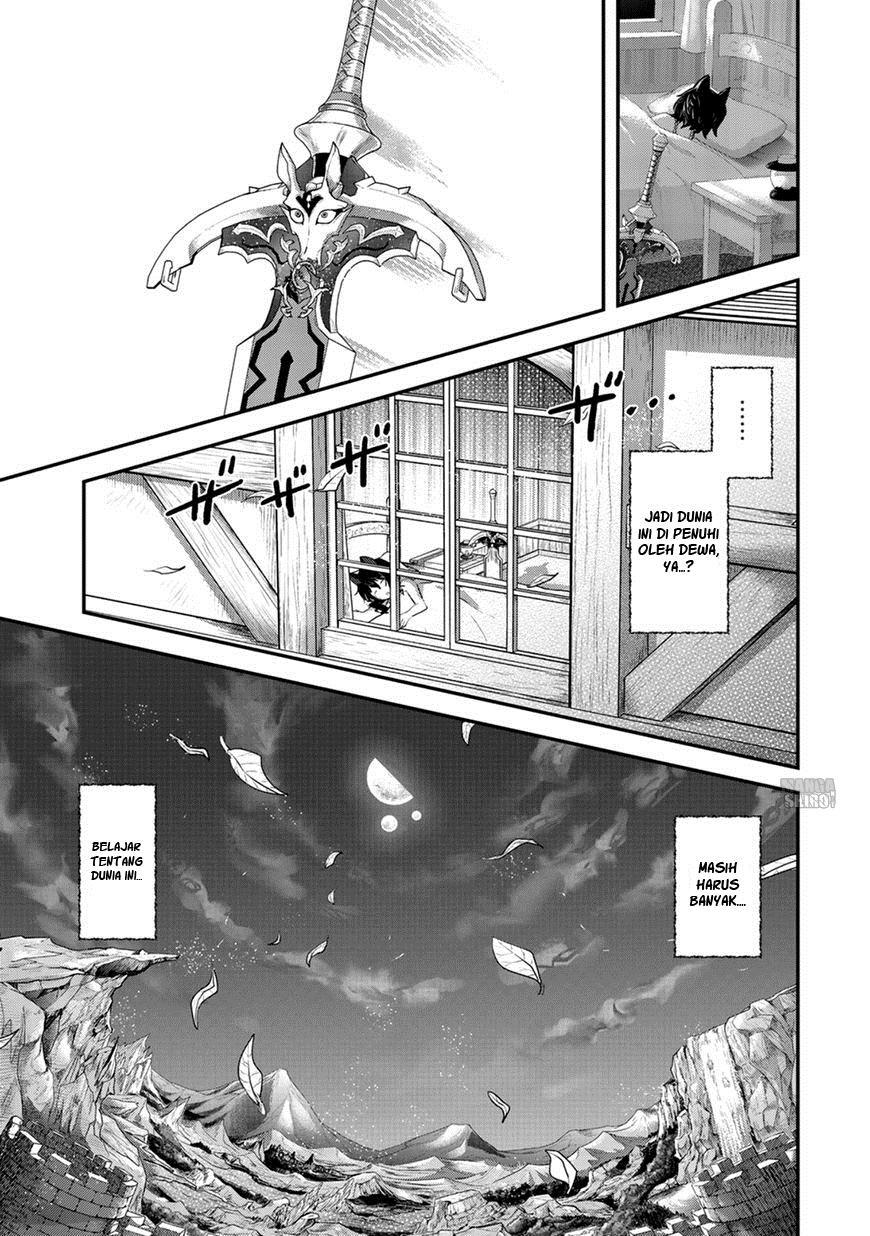 ......
JADI DUNIA
INI DI PENUHI
OLEH DEWA,
YA...?
ザ
ザ
ザ
ザ
...
MASIH
HARUS
BANYAK....
BELAJAR
TENTANG
DUNIA INI...
MANGA